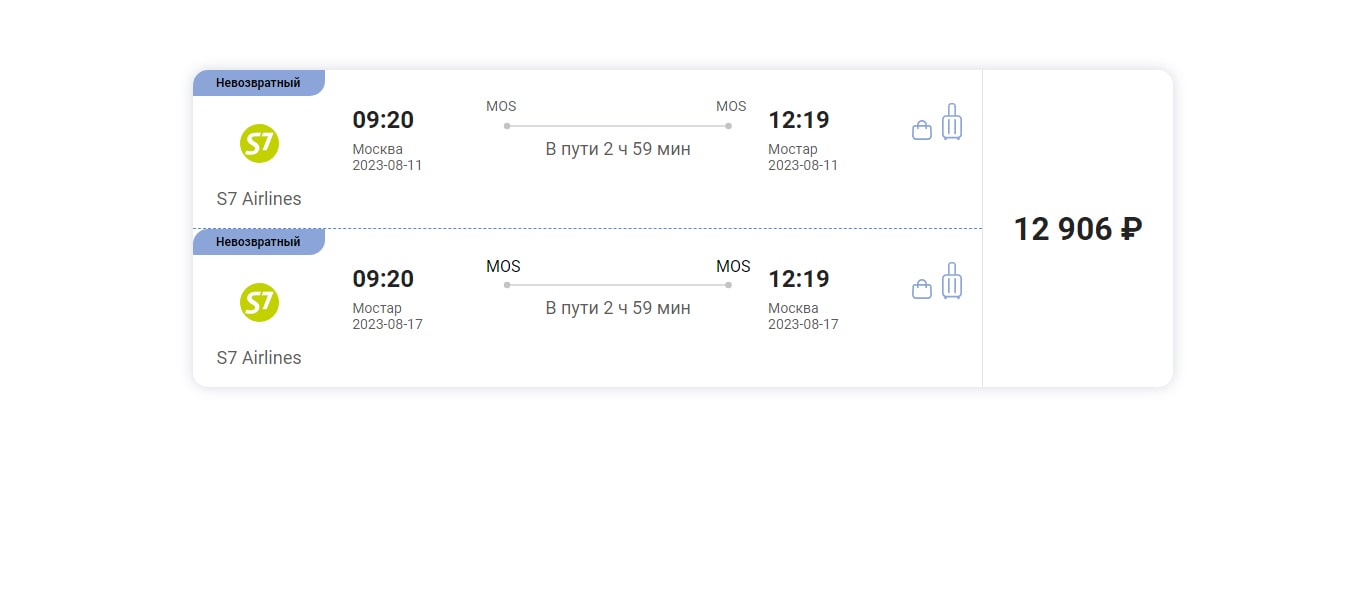 Невозвратный
S7
S7 Airlines
09:20
Москва
2023-08-11
MOS
MOS
В пути 2 ч 59 мин
12:19
Мостар
2023-08-11
Невозвратный
S7
S7 Airlines
09:20
Мостар
2023-08-17
MOS
MOS
В пути 2 ч 59 мин
12:19
Москва
2023-08-17
12 906 ₽